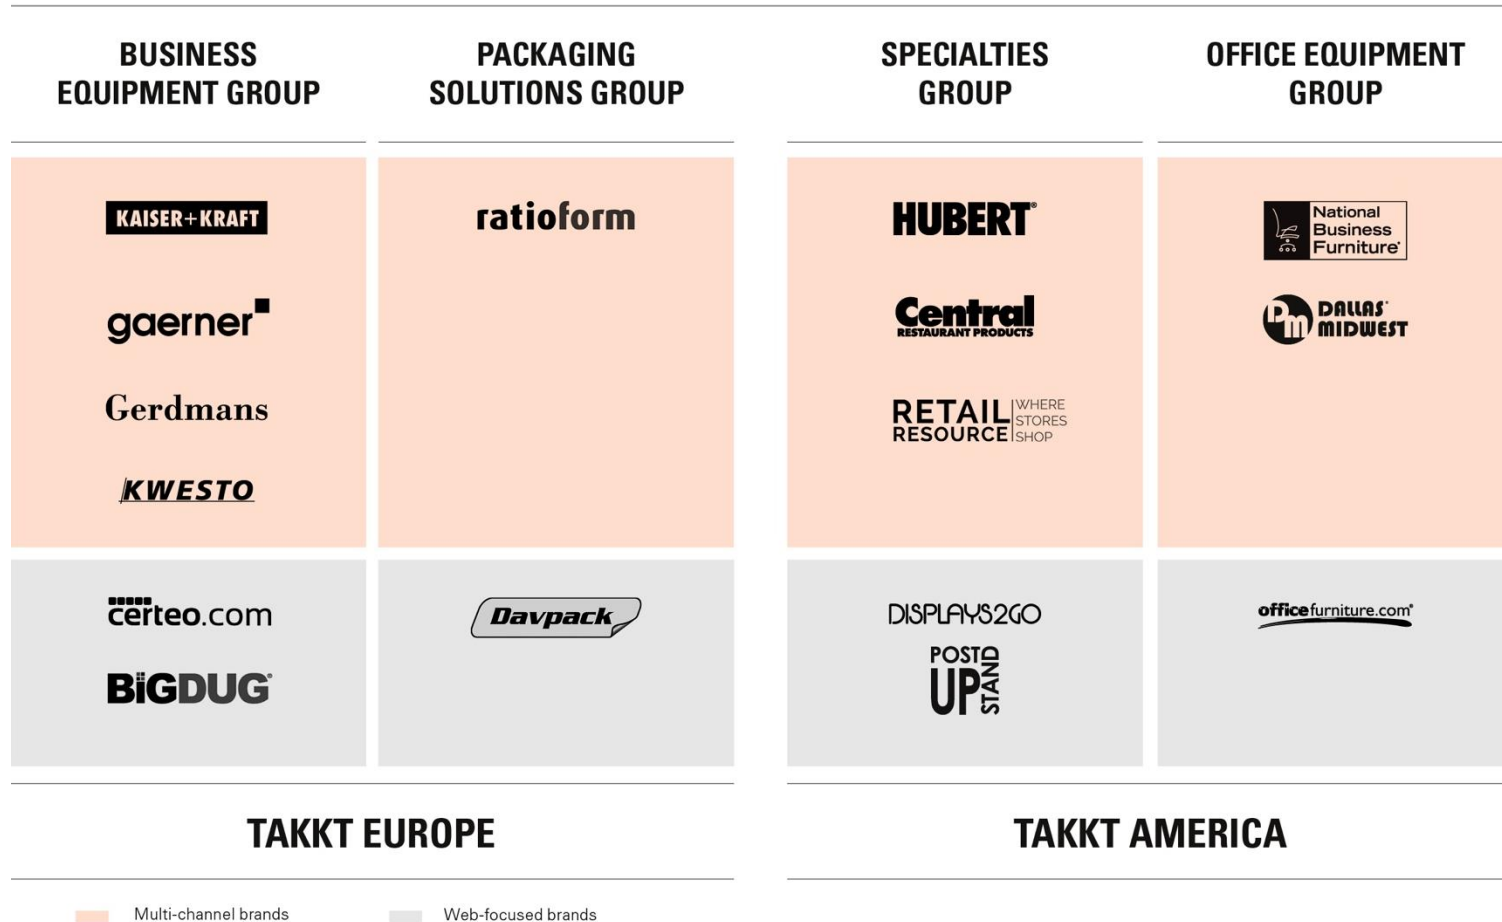 BUSINESS
EQUIPMENT GROUP
PACKAGING
SOLUTIONS GROUP
SPECIALTIES
GROUP
OFFICE EQUIPMENT
GROUP
KAISER+KRAFT
gaerner
Gerdmans
KWESTO
ratioform
HUBERT®
Central
RESTAURANT PRODUCTS
RETAIL
RESOURCE
WHERE
STORES
SHOP
National
Business
Furniture®
DM
DALLAS®
MIDWEST
certeo.com
BiGDUG®
Davpack
DISPLAYS2GO
POST
UP
STAND
officefurniture.com®
TAKKT EUROPE
TAKKT AMERICA
Multi-channel brands
Web-focused brands